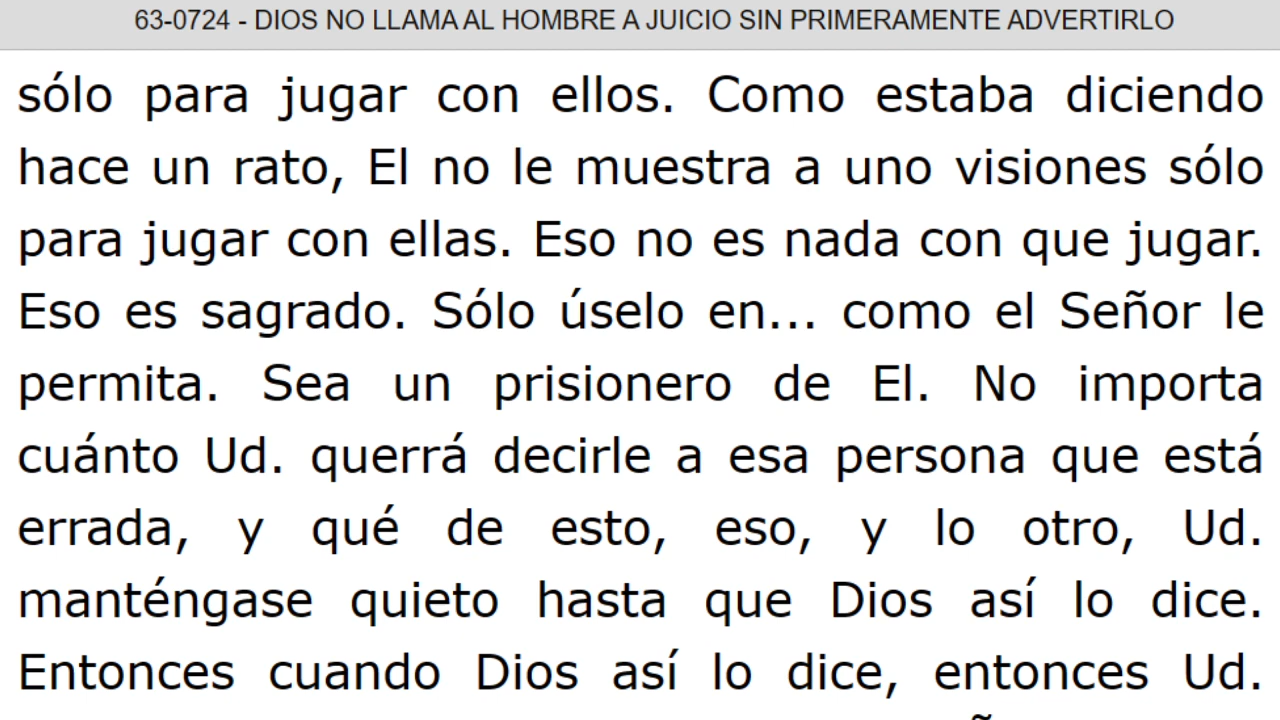 63-0724 - DIOS NO LLAMA AL HOMBRE A JUICIO SIN PRIMERAMENTE ADVERTIRLO
sólo para jugar con ellos. Como estaba diciendo
hace un rato, El no le muestra a uno visiones sólo
para jugar con ellas. Eso no es nada con que jugar.
Eso es sagrado. Sólo úselo en... como el Señor le
permita. Sea un prisionero de El. No importa
cuánto Ud. querrá decirle a esa persona que está
errada, y qué de esto, eso, y lo otro, Ud.
manténgase quieto hasta que Dios así lo dice.
Entonces cuando Dios así lo dice, entonces Ud.